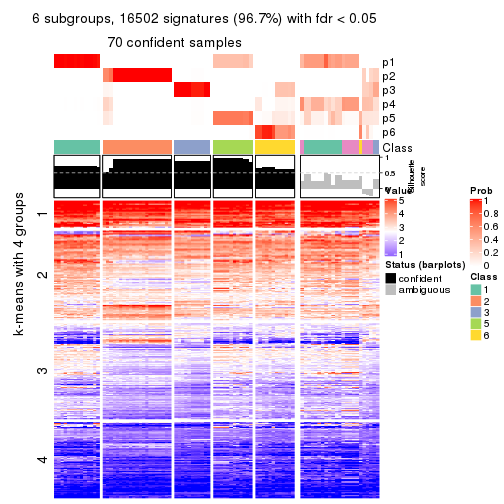 6 subgroups, 16502 signatures (96.7%) with fdr < 0.05
70 confident samples
p1
p2
p3
p4
p5
p6
Class
1
0.5
0
Silhouette
score
k-means with 4 groups
1
2
3
4
Value
5
4
3
2
1
Status (barplots)
confident
ambiguous
Prob
1
0.8
0.6
0.4
0.2
0
Class
1
2
3
5
6